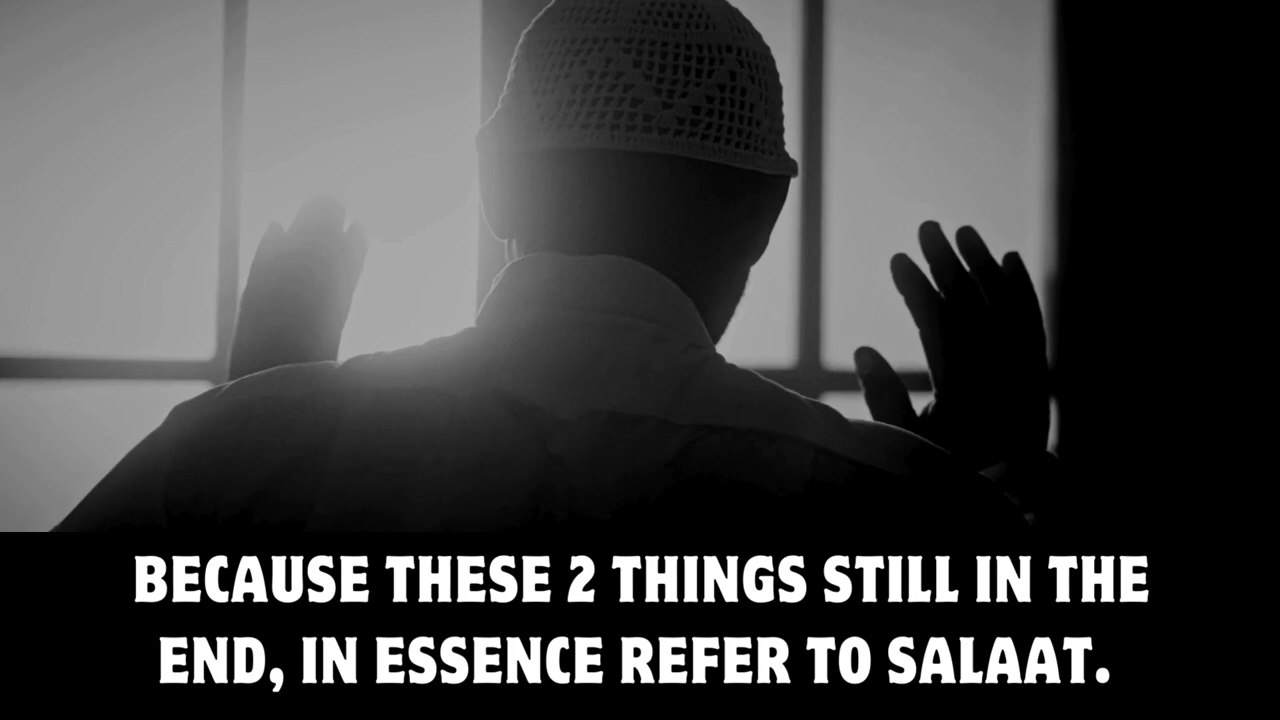 BECAUSE THESE 2 THINGS STILL IN THE
END, IN ESSENCE REFER TO SALAAT.